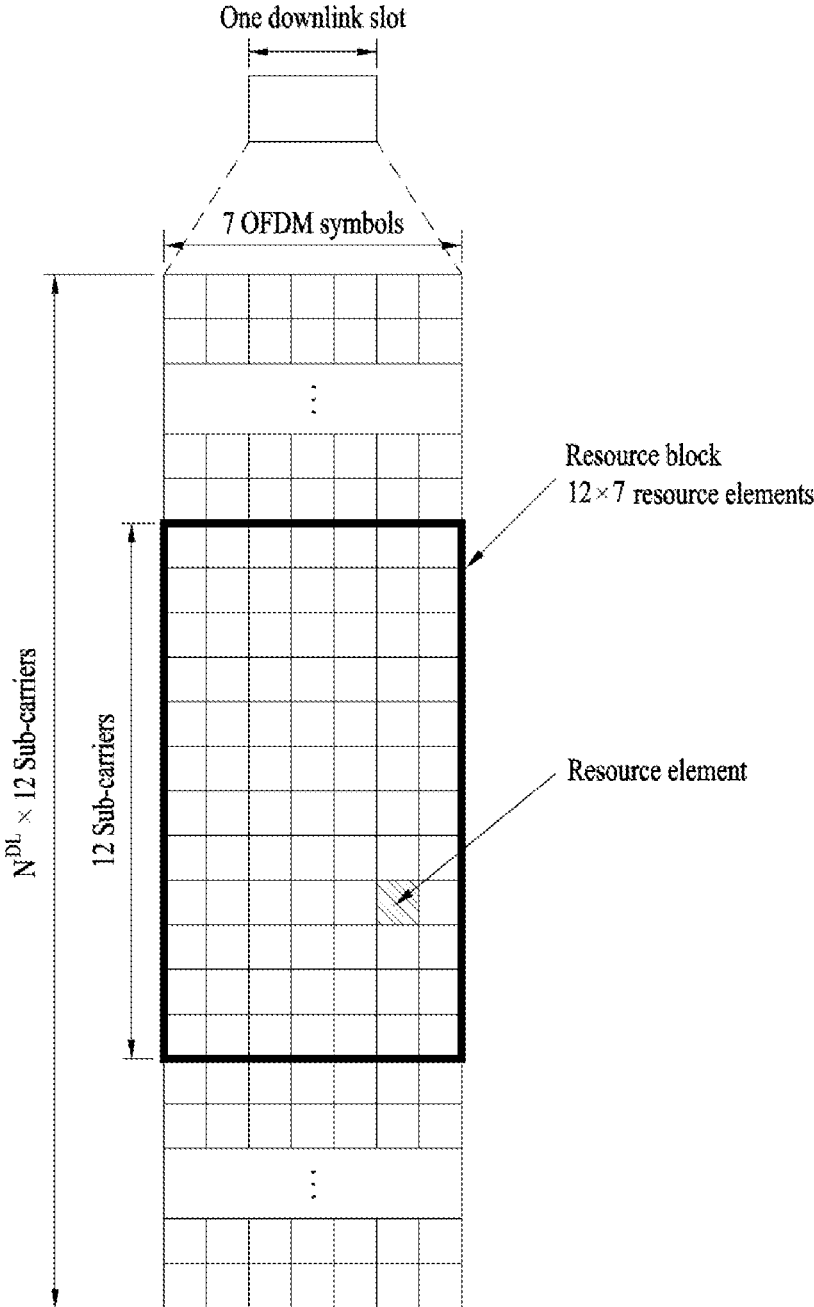 One downlink slot
7 OFDM symbols
Resource block
12×7 resource elements
N^DL × 12 Sub-carriers
12 Sub-carriers
Resource element